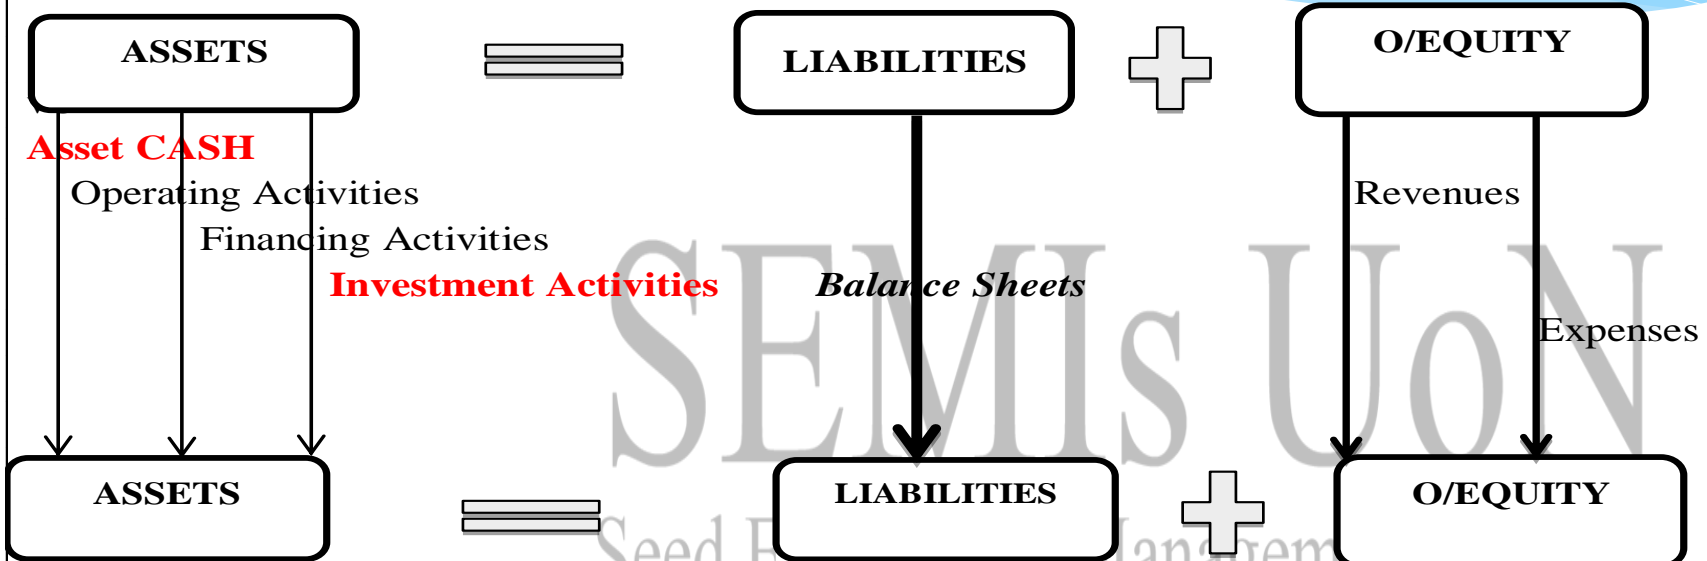 ASSETS
LIABILITIES
O/EQUITY
Asset CASH
Operating Activities
Revenues
Financing Activities
Investment Activities
Balance Sheets
Expenses
SEMIs UoN
ASSETS
LIABILITIES
O/EQUITY
Seed